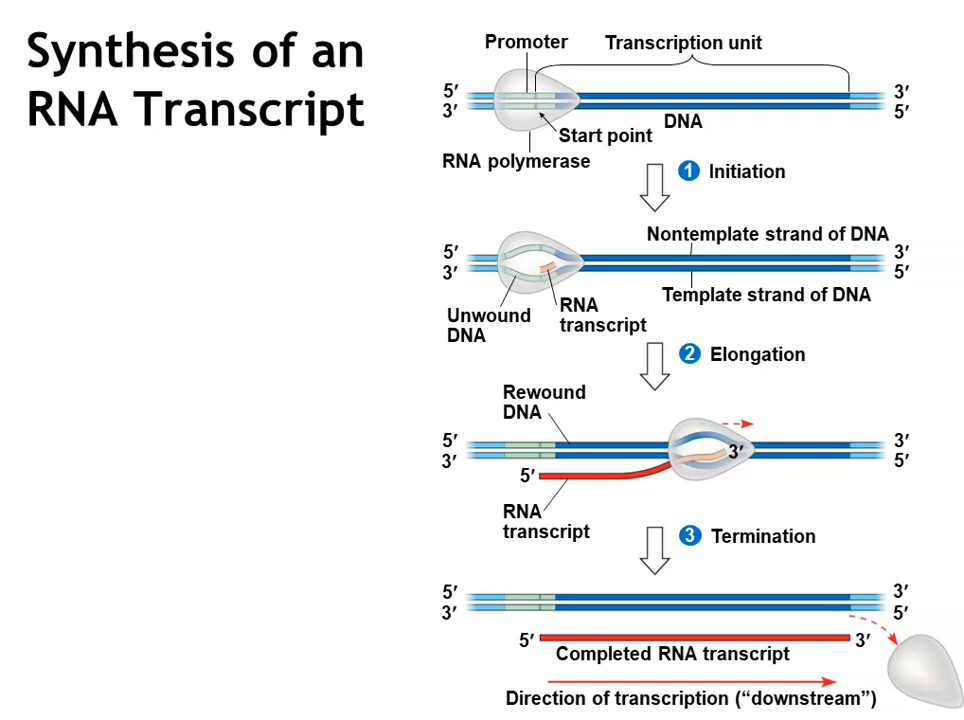 Synthesis of an
RNA Transcript
Promoter
Transcription unit
5′
3′
3′
5′
DNA
Start point
RNA polymerase
1 Initiation
Nontemplate strand of DNA
5′
3′
3′
5′
Template strand of DNA
Unwound
DNA
RNA
transcript
2 Elongation
Rewound
DNA
5′
3′
3′
3′
5′
5′
RNA
transcript
3 Termination
5′
3′
3′
5′
5′
3′
Completed RNA transcript
Direction of transcription (“downstream”)